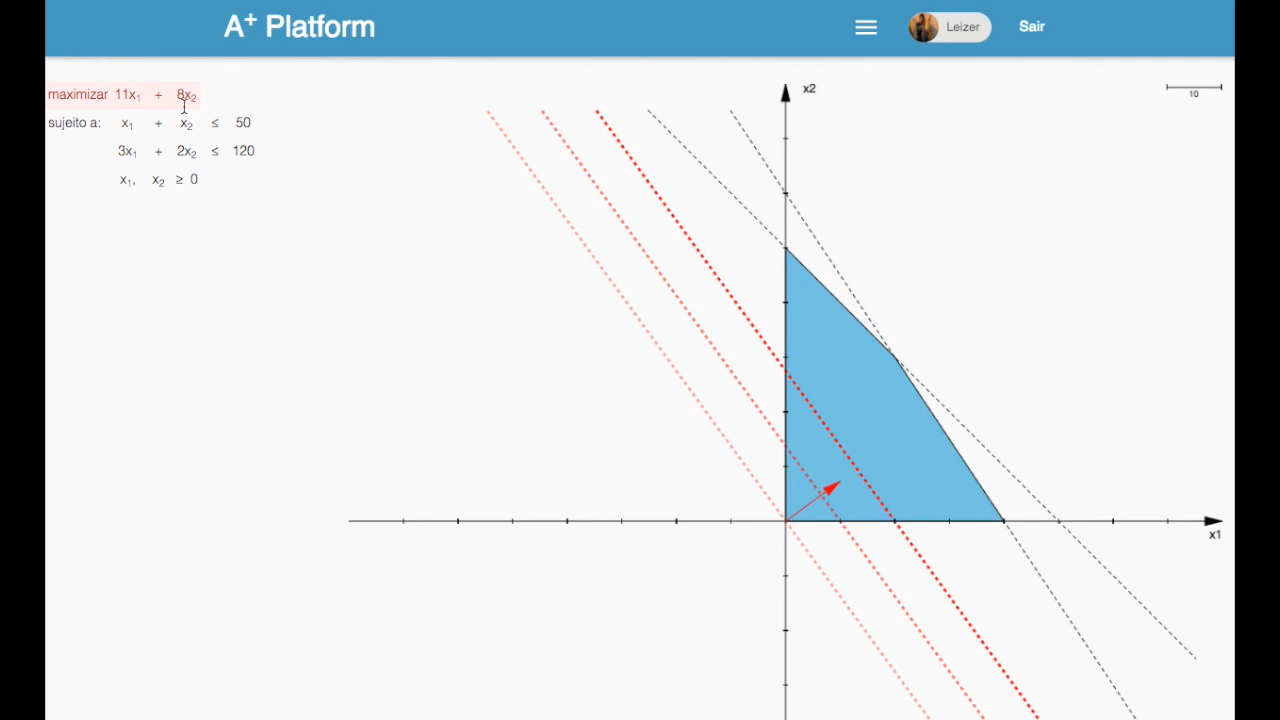 A⁺ Platform
Leizer
Sair
maximizar 11x₁ + 8x₂
sujeito a: x₁ + x₂ ≤ 50
3x₁ + 2x₂ ≤ 120
x₁, x₂ ≥ 0
x2
10
x1